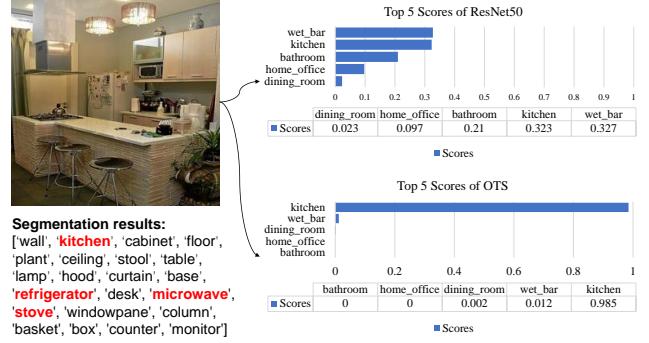 Top 5 Scores of ResNet50
wet_bar
kitchen
bathroom
home_office
dining_room
0 0.1 0.2 0.3 0.4 0.5 0.6 0.7 0.8 0.9 1
dining_room home_office bathroom kitchen wet_bar
Scores 0.023 0.097 0.21 0.323 0.327
Scores
Top 5 Scores of OTS
kitchen
wet_bar
dining_room
home_office
bathroom
0 0.2 0.4 0.6 0.8 1
bathroom home_office dining_room wet_bar kitchen
Scores 0 0 0.002 0.012 0.985
Scores
Segmentation results:
['wall', 'kitchen', 'cabinet', 'floor',
'plant', 'ceiling', 'stool', 'table',
'lamp', 'hood', 'curtain', 'base',
'refrigerator', 'desk', 'microwave',
'stove', 'windowpane', 'column',
'basket', 'box', 'counter', 'monitor']